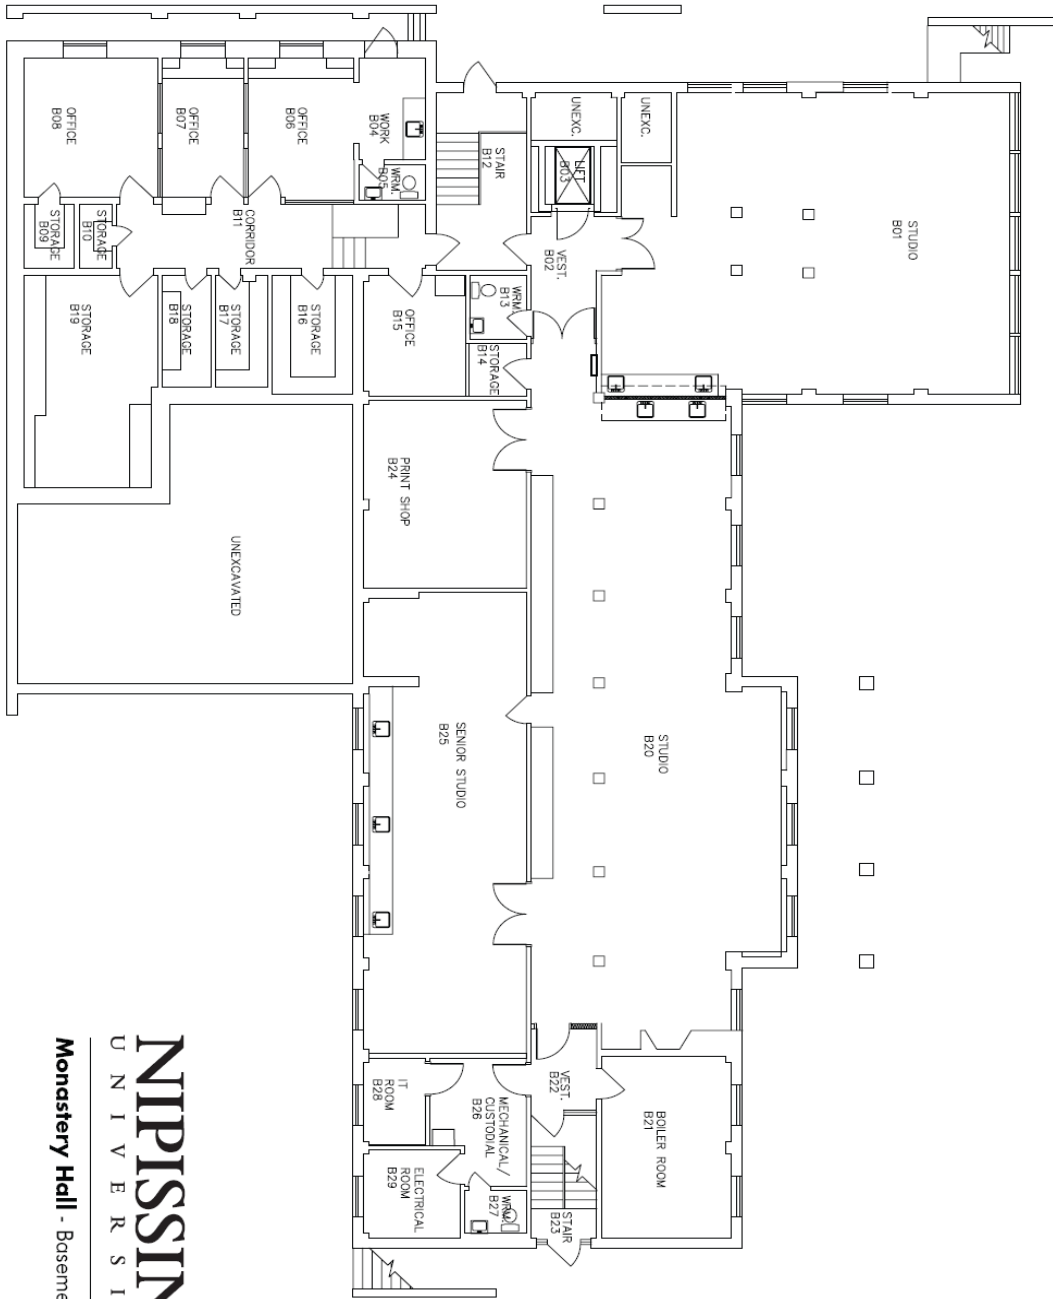 OFFICE
B08
OFFICE
B07
OFFICE
B06
WORK
B04
WRM.
B05
STAIR
B12
UNEXC.
UNEXC.
LIFT
B03
STUDIO
B01
STORAGE
B09
STORAGE
B10
CORRIDOR
B11
VEST.
B02
STORAGE
B19
STORAGE
B18
STORAGE
B17
STORAGE
B16
OFFICE
B15
WRM.
B13
STORAGE
B14
PRINT SHOP
B24
UNEXCAVATED
SENIOR STUDIO
B25
STUDIO
B20
IT
ROOM
B28
MECHANICAL/
CUSTODIAL
B26
VEST.
B22
BOILER ROOM
B21
ELECTRICAL
ROOM
B29
WRM.
B27
STAIR
B23
NIPISSIN
UNIVERSI
Monastery Hall - Baseme